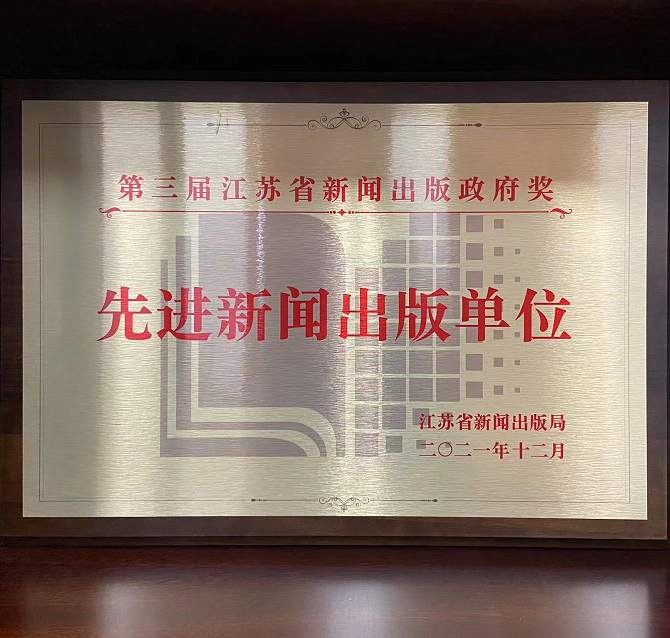 第三届江苏省新闻出版政府奖
先进新闻出版单位
江苏省新闻出版局
二〇二一年十二月